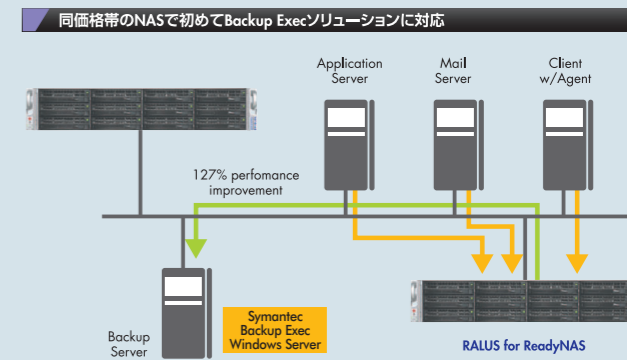 同価格帯のNASで初めてBackup Execソリューションに対応
Application
Server
Mail
Server
Client
w/Agent
127% perfomance
improvement
Symantec
Backup Exec
Windows Server
Backup
Server
RALUS for ReadyNAS